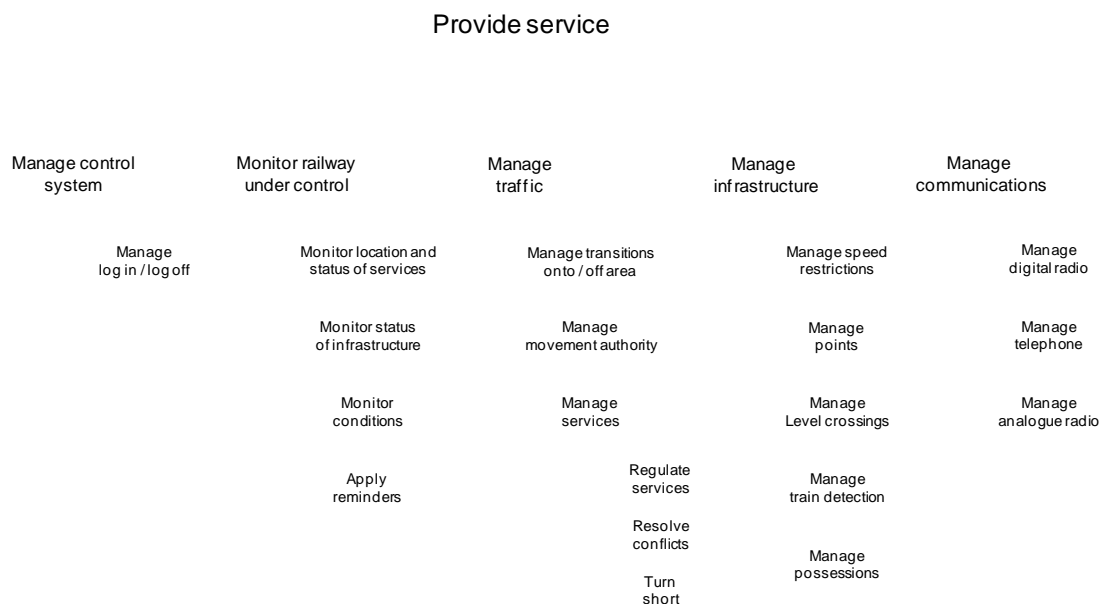 Provide service
Manage control
system
Monitor railway
under control
Manage
traffic
Manage
infrastructure
Manage
communications
Manage
log in / log off
Monitor location and
status of services
Manage transitions
onto / off area
Manage speed
restrictions
Manage
digital radio
Monitor status
of infrastructure
Manage
movement authority
Manage
points
Manage
telephone
Monitor
conditions
Manage
services
Manage
Level crossings
Manage
analogue radio
Apply
reminders
Regulate
services
Manage
train detection
Resolve
conflicts
Manage
possessions
Turn
short